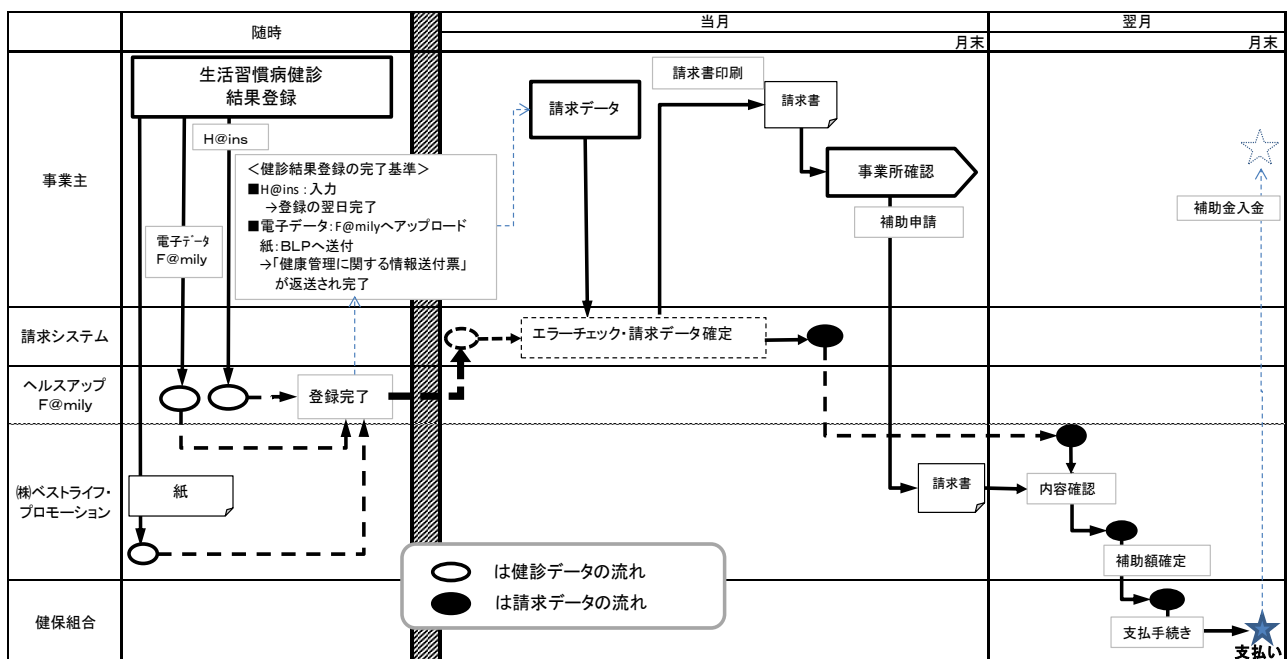 随時
当月
翌月
月末
月末
事業主
生活習慣病健診
結果登録
H@ins
電子ﾃﾞｰﾀ
F@mily
<健診結果登録の完了基準>
■H@ins:入力
→登録の翌日完了
■電子データ:F@milyへアップロード
紙:BLPへ送付
→「健康管理に関する情報送付票」
が返送され完了
請求データ
請求書印刷
請求書
事業所確認
補助申請
補助金入金
請求システム
エラーチェック・請求データ確定
ヘルスアップ
F@mily
登録完了
㈱ベストライフ・
プロモーション
紙
請求書
内容確認
補助額確定
は健診データの流れ
は請求データの流れ
健保組合
支払手続き
支払い